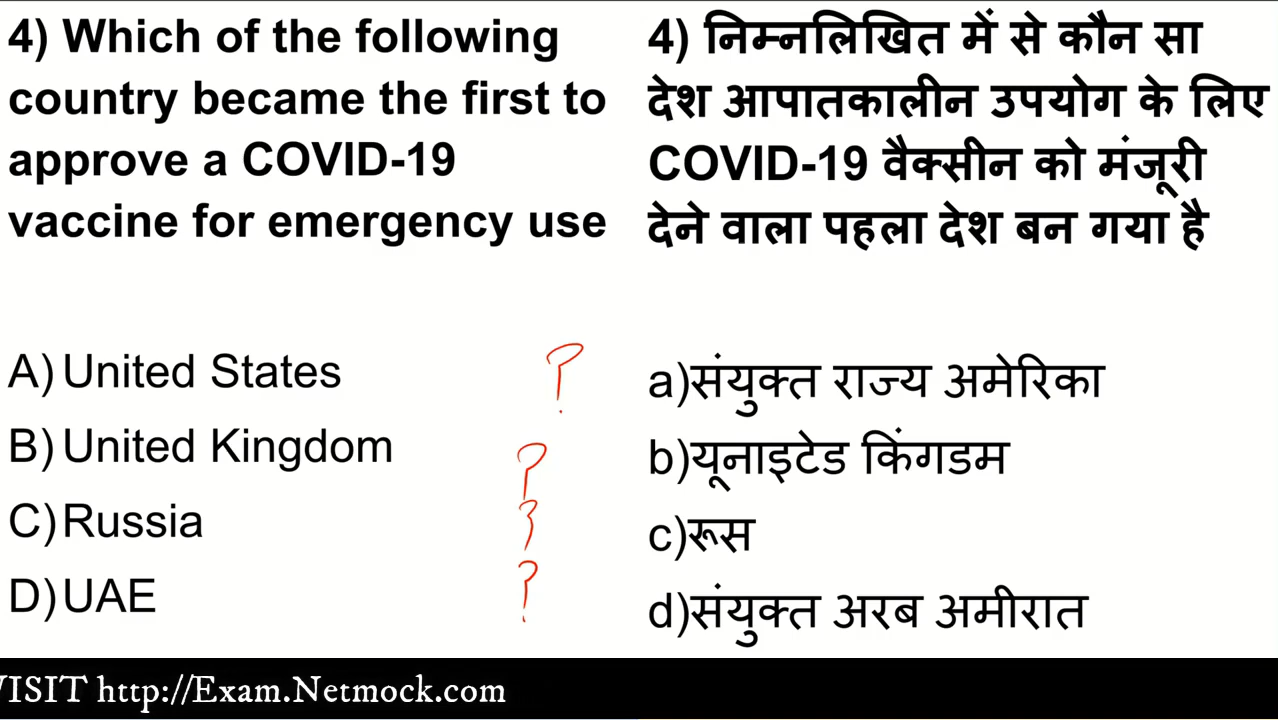 4) Which of the following
country became the first to
approve a COVID-19
vaccine for emergency use
A) United States
B) United Kingdom
C) Russia
D) UAE
?
?
?
?
4) निम्नलिखित में से कौन सा
देश आपातकालीन उपयोग के लिए
COVID-19 वैक्सीन को मंजूरी
देने वाला पहला देश बन गया है
a)संयुक्त राज्य अमेरिका
b)यूनाइटेड किंगडम
c)रूस
d)संयुक्त अरब अमीरात
VISIT http://Exam.Netmock.com